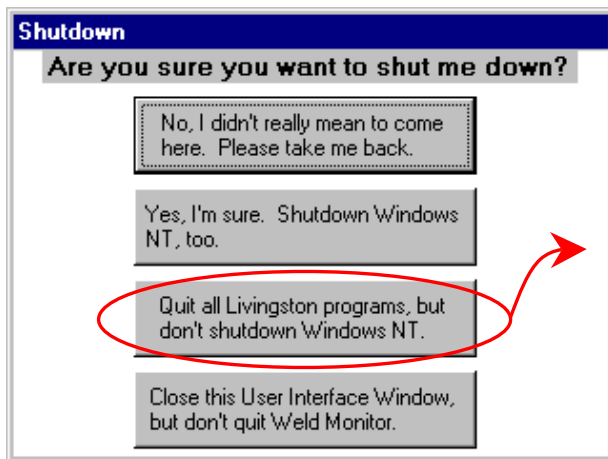 Shutdown
Are you sure you want to shut me down?
No, I didn't really mean to come
here.  Please take me back.
Yes, I'm sure.  Shutdown Windows
NT, too.
Quit all Livingston programs, but
don't shutdown Windows NT.
Close this User Interface Window,
but don't quit Weld Monitor.